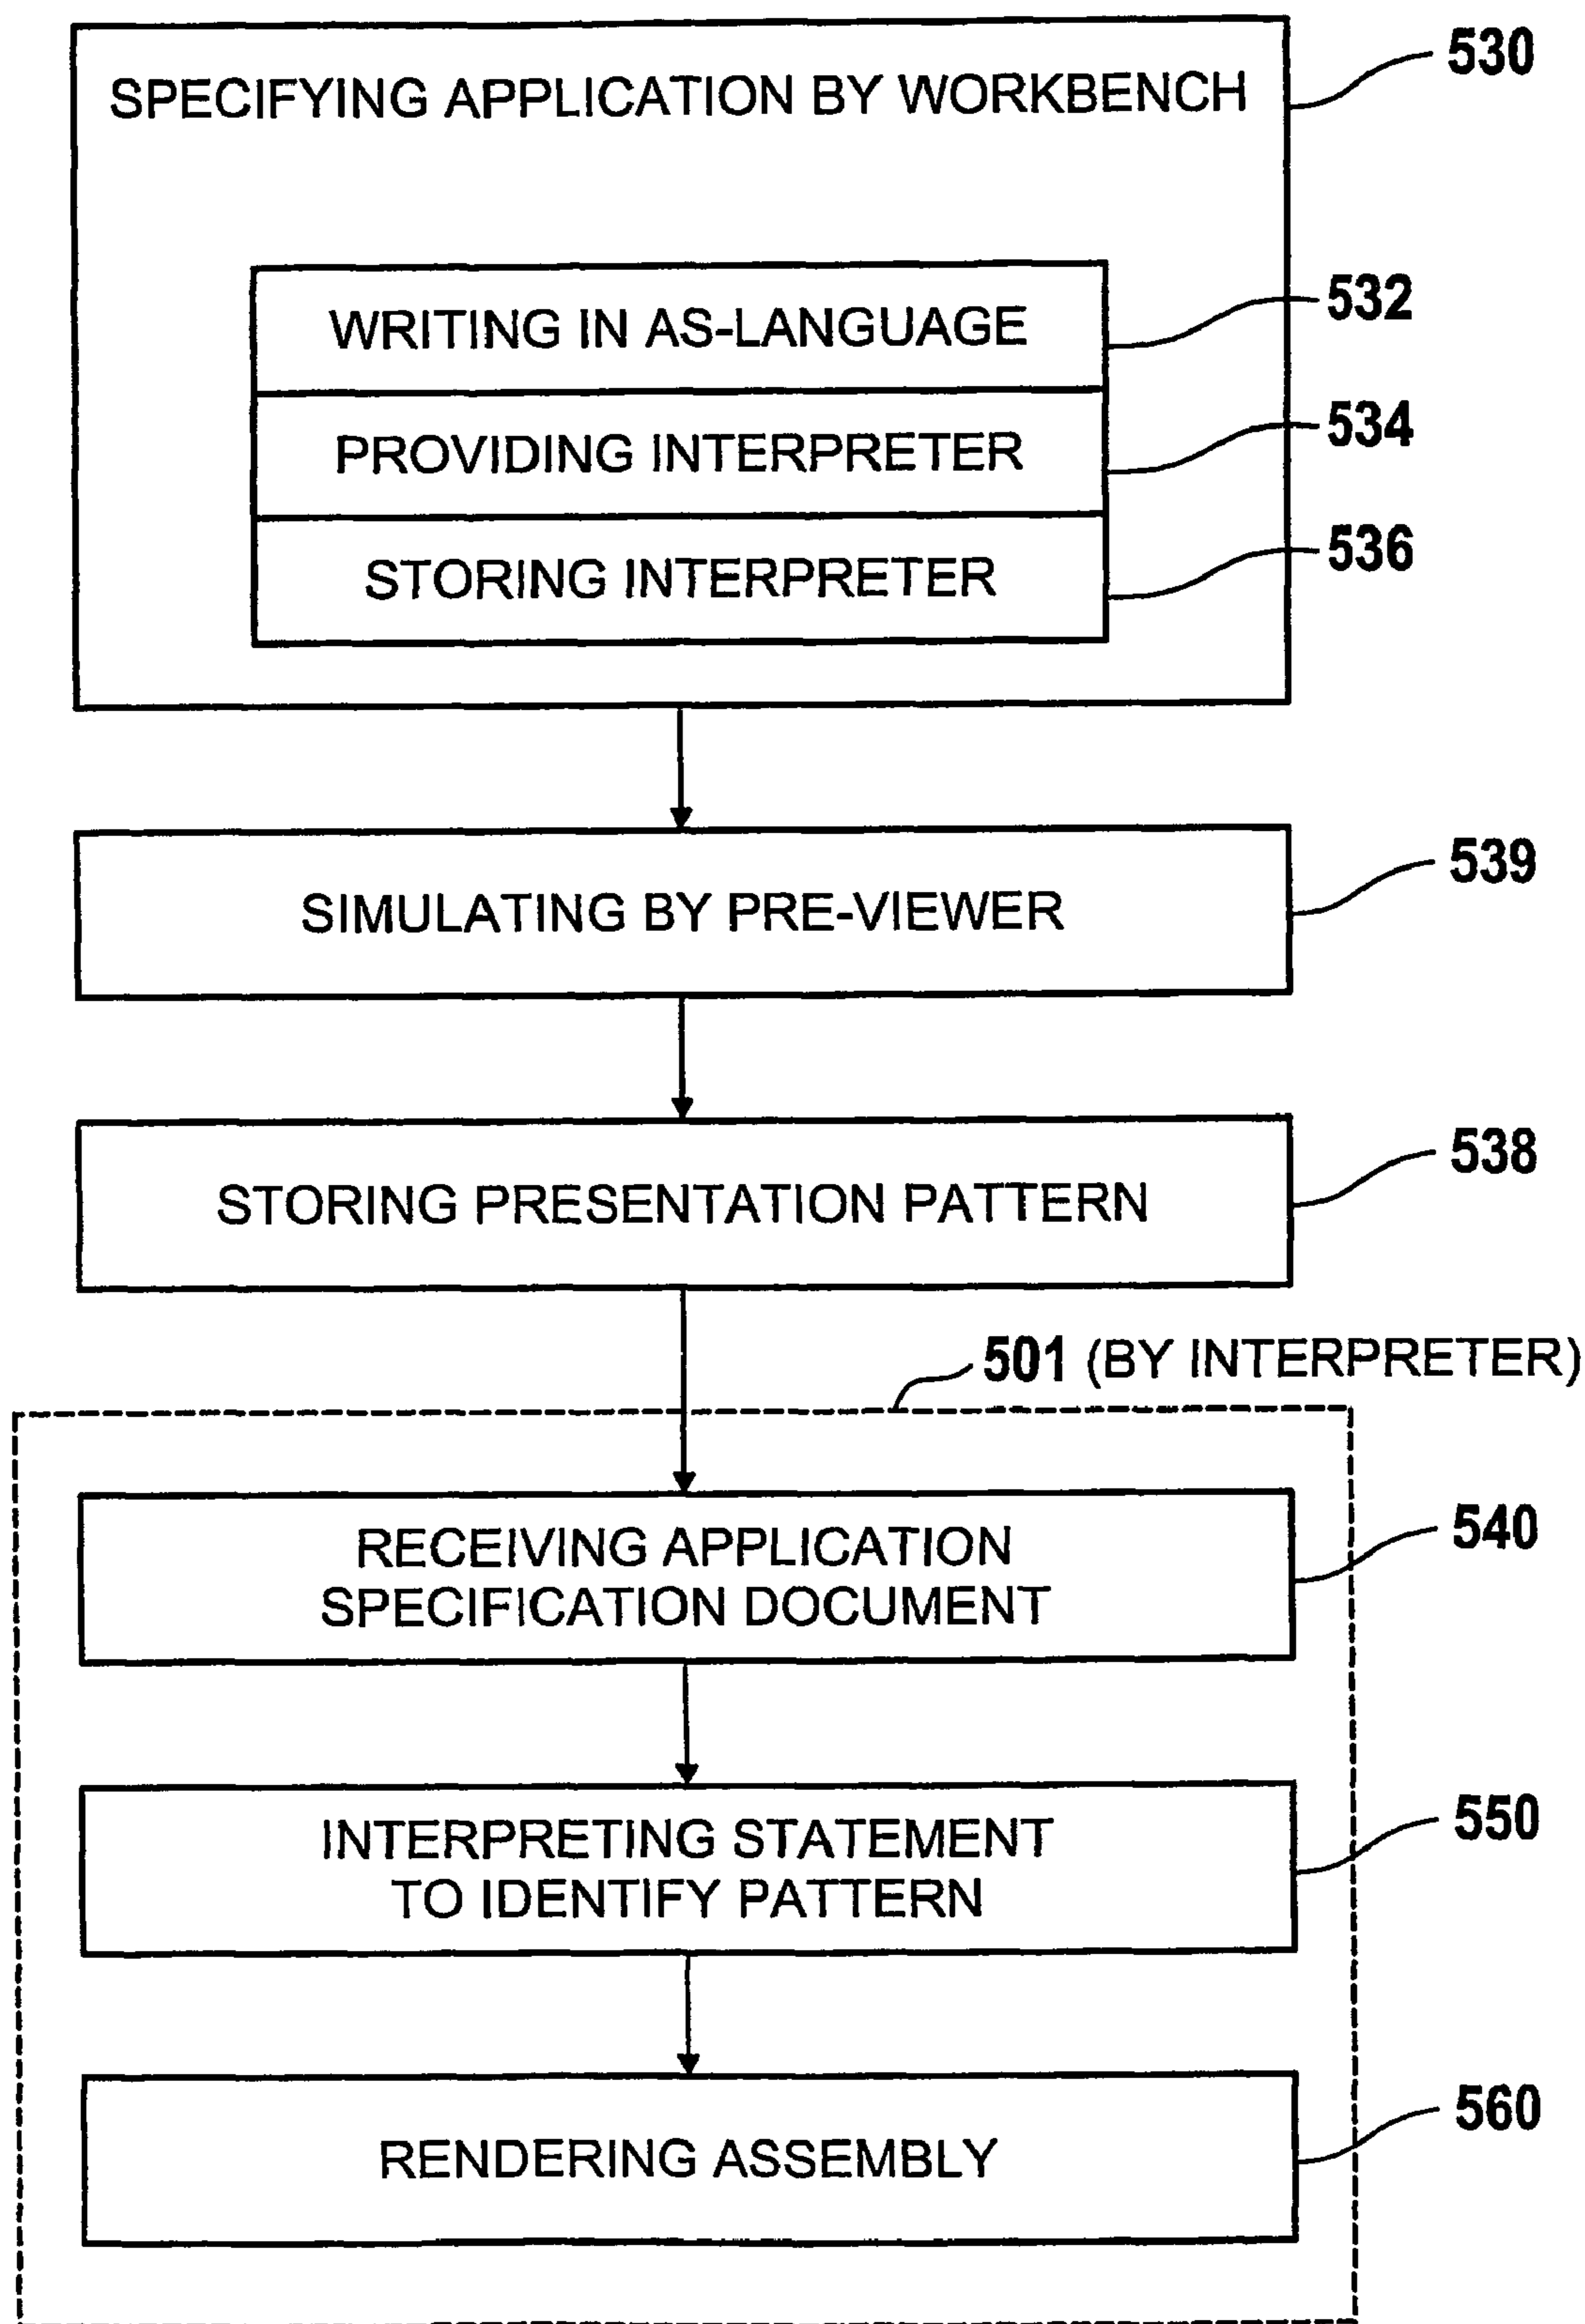 530
SPECIFYING APPLICATION BY WORKBENCH
532
WRITING IN AS-LANGUAGE
534
PROVIDING INTERPRETER
536
STORING INTERPRETER
539
SIMULATING BY PRE-VIEWER
538
STORING PRESENTATION PATTERN
501 (BY INTERPRETER)
540
RECEIVING APPLICATION
SPECIFICATION DOCUMENT
550
INTERPRETING STATEMENT
TO IDENTIFY PATTERN
560
RENDERING ASSEMBLY